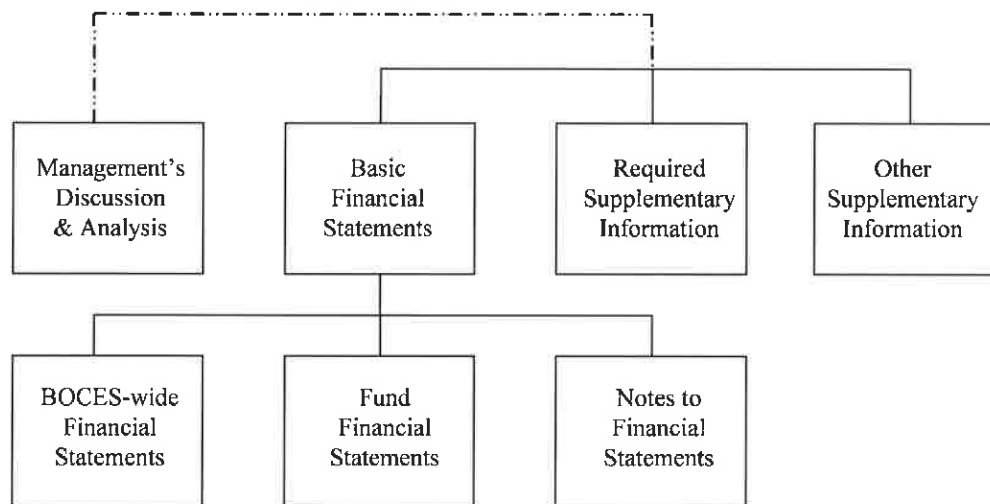 Management's
Discussion
& Analysis
Basic
Financial
Statements
Required
Supplementary
Information
Other
Supplementary
Information
BOCES-wide
Financial
Statements
Fund
Financial
Statements
Notes to
Financial
Statements